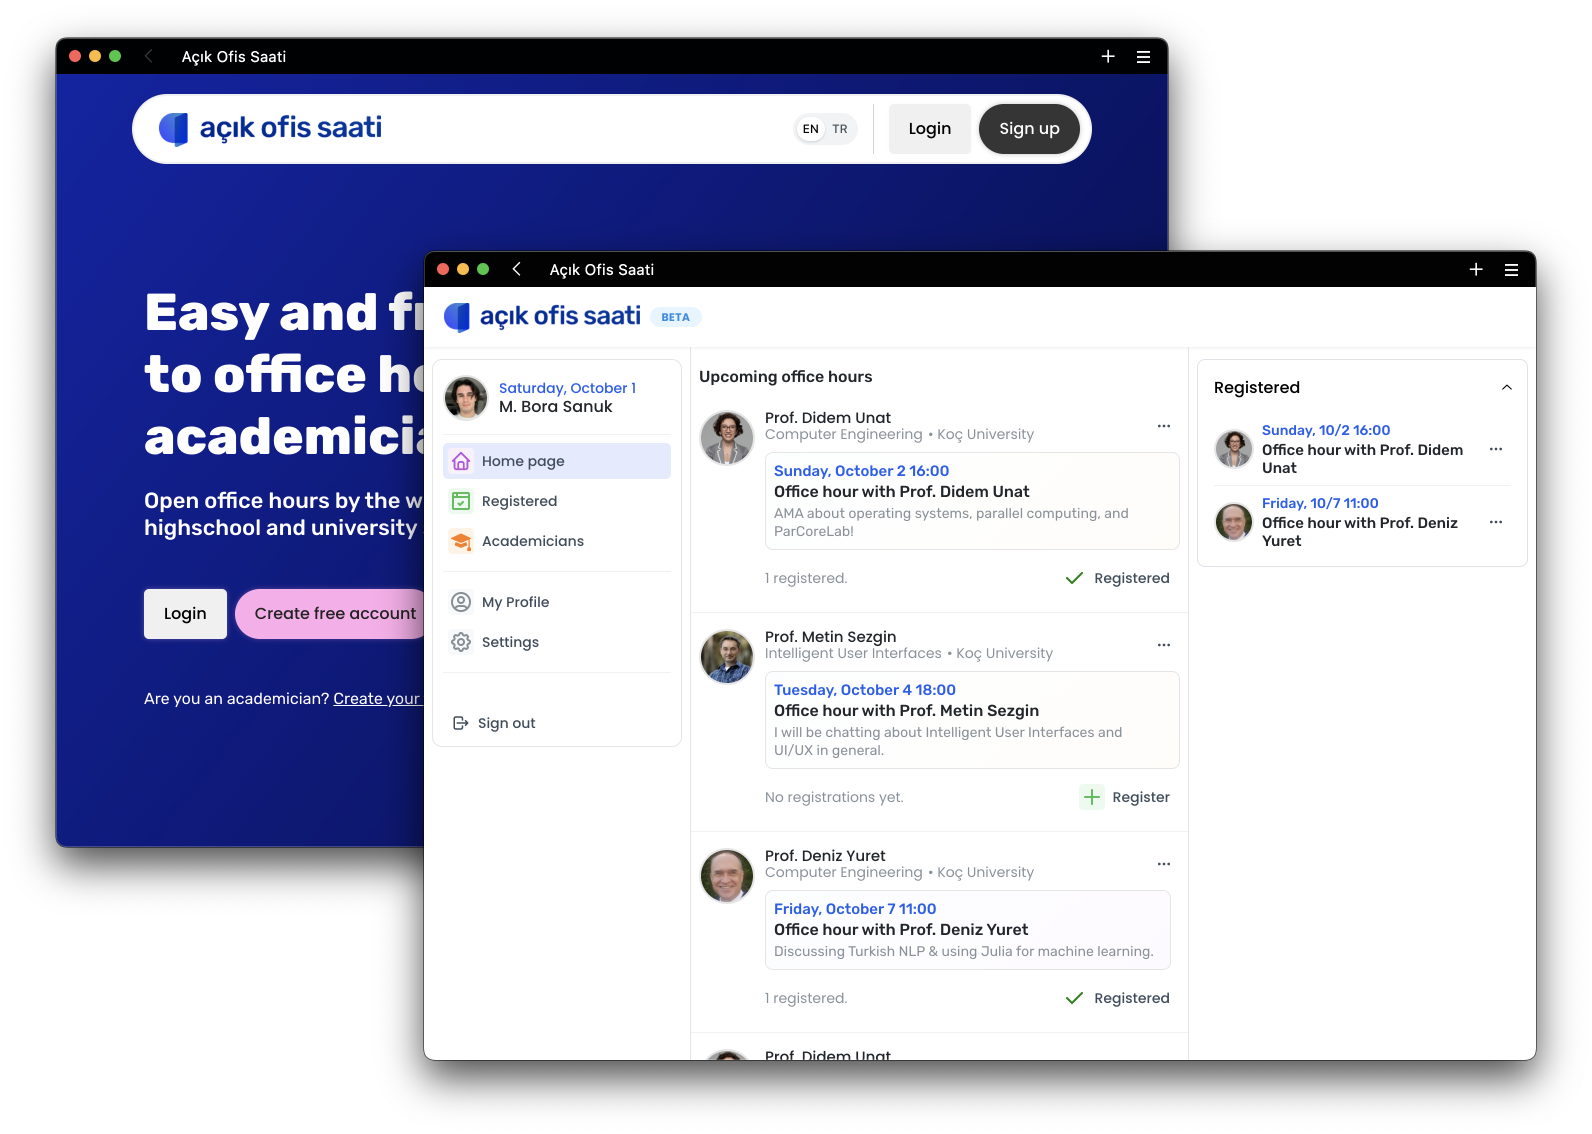 Açık Ofis Saati
açık ofis saati
EN TR
Login
Sign up
Easy and
to office
Open office hours by the
highschool and university
Login
Create free account
Are you an academician? Create your
Açık Ofis Saati
açık ofis saati
BETA
Saturday, October 1
M. Bora Sanuk
Home page
Registered
Academicians
My Profile
Settings
Sign out
Upcoming office hours
Prof. Didem Unat
Computer Engineering • Koç University
Sunday, October 2 16:00
Office hour with Prof. Didem Unat
AMA about operating systems, parallel computing, and
ParCoreLab!
1 registered.
Registered
Prof. Metin Sezgin
Intelligent User Interfaces • Koç University
Tuesday, October 4 18:00
Office hour with Prof. Metin Sezgin
I will be chatting about Intelligent User Interfaces and
UI/UX in general.
No registrations yet.
Register
Prof. Deniz Yuret
Computer Engineering • Koç University
Friday, October 7 11:00
Office hour with Prof. Deniz Yuret
Discussing Turkish NLP & using Julia for machine learning.
1 registered.
Registered
Prof. Didem Unat
Registered
Sunday, 10/2 16:00
Office hour with Prof. Didem
Unat
Friday, 10/7 11:00
Office hour with Prof. Deniz
Yuret